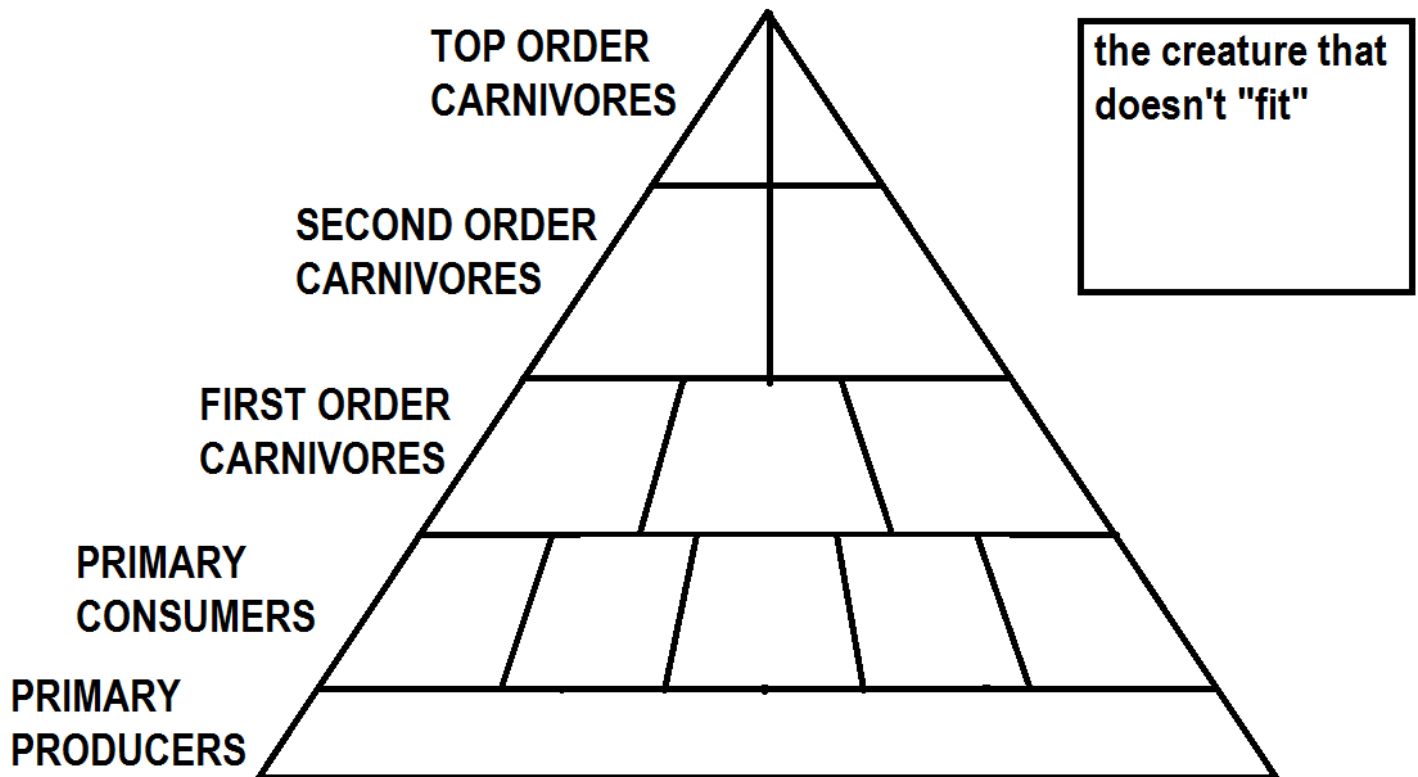 TOP ORDER
CARNIVORES
the creature that
doesn't "fit"
SECOND ORDER
CARNIVORES
FIRST ORDER
CARNIVORES
PRIMARY
CONSUMERS
PRIMARY
PRODUCERS